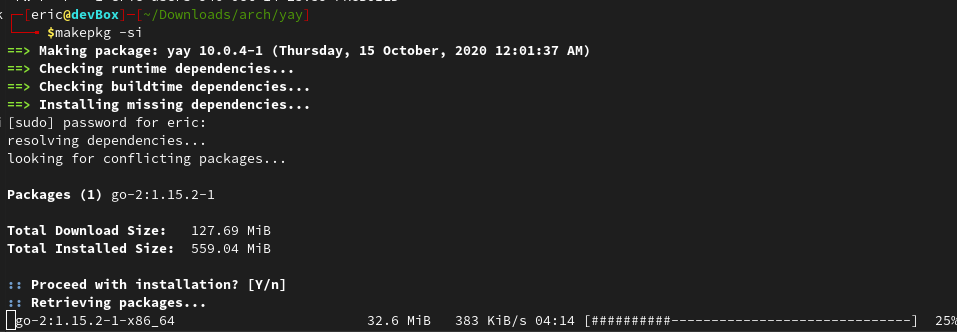 ┌─[eric@devBox]─[~/Downloads/arch/yay]
└──╼ $makepkg -si
==> Making package: yay 10.0.4-1 (Thursday, 15 October, 2020 12:01:37 AM)
==> Checking runtime dependencies...
==> Checking buildtime dependencies...
==> Installing missing dependencies...
[sudo] password for eric:
resolving dependencies...
looking for conflicting packages...
Packages (1) go-2:1.15.2-1
Total Download Size:   127.69 MiB
Total Installed Size:  559.04 MiB
:: Proceed with installation? [Y/n]
:: Retrieving packages...
go-2:1.15.2-1-x86_64 32.6 MiB 383 KiB/s 04:14 [##########------------------------------] 25%